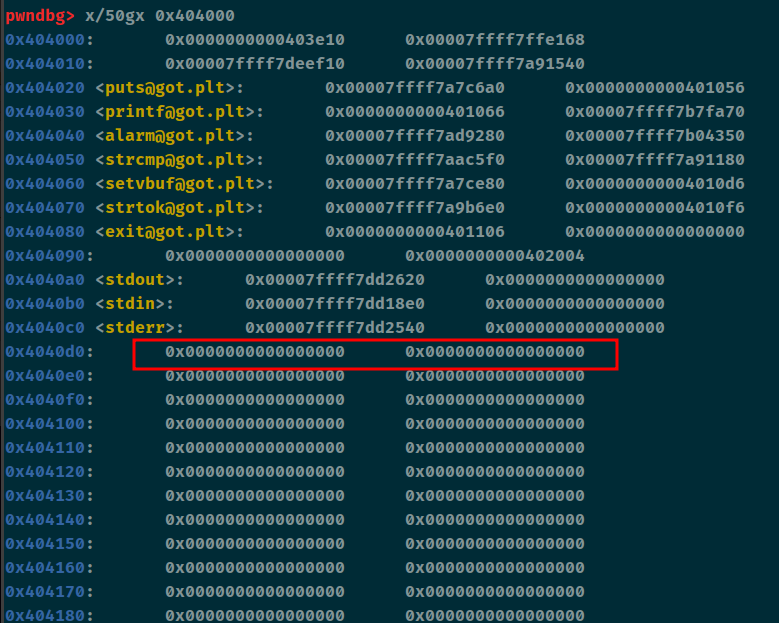 pwndbg> x/50gx 0x404000
0x404000: 0x0000000000403e10 0x00007ffff7ffe168
0x404010: 0x00007ffff7deef10 0x00007ffff7a91540
0x404020 <puts@got.plt>: 0x00007ffff7a7c6a0 0x0000000000401056
0x404030 <printf@got.plt>: 0x0000000000401066 0x00007ffff7b7fa70
0x404040 <alarm@got.plt>: 0x00007ffff7ad9280 0x00007ffff7b04350
0x404050 <strcmp@got.plt>: 0x00007ffff7aac5f0 0x00007ffff7a91180
0x404060 <setvbuf@got.plt>: 0x00007ffff7a7ce80 0x00000000004010d6
0x404070 <strtok@got.plt>: 0x00007ffff7a9b6e0 0x00000000004010f6
0x404080 <exit@got.plt>: 0x0000000000401106 0x0000000000000000
0x404090: 0x0000000000000000 0x0000000000402004
0x4040a0 <stdout>: 0x00007ffff7dd2620 0x0000000000000000
0x4040b0 <stdin>: 0x00007ffff7dd18e0 0x0000000000000000
0x4040c0 <stderr>: 0x00007ffff7dd2540 0x0000000000000000
0x4040d0: 0x0000000000000000 0x0000000000000000
0x4040e0: 0x0000000000000000 0x0000000000000000
0x4040f0: 0x0000000000000000 0x0000000000000000
0x404100: 0x0000000000000000 0x0000000000000000
0x404110: 0x0000000000000000 0x0000000000000000
0x404120: 0x0000000000000000 0x0000000000000000
0x404130: 0x0000000000000000 0x0000000000000000
0x404140: 0x0000000000000000 0x0000000000000000
0x404150: 0x0000000000000000 0x0000000000000000
0x404160: 0x0000000000000000 0x0000000000000000
0x404170: 0x0000000000000000 0x0000000000000000
0x404180: 0x0000000000000000 0x0000000000000000